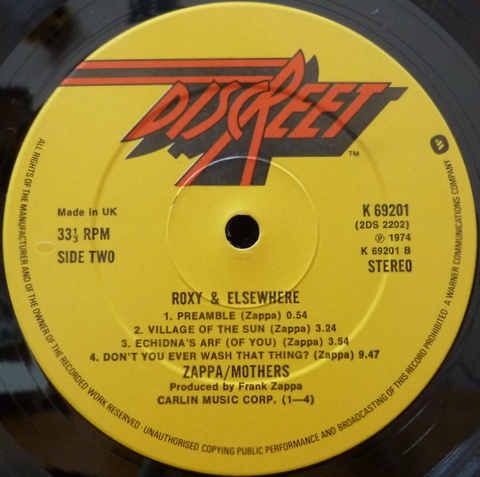 DISCREET
TM
Made in UK
33⅓ RPM
SIDE TWO
K 69201
(2DS 2202)
Ⓟ 1974
K 69201 B
STEREO
ROXY & ELSEWHERE
1. PREAMBLE (Zappa) 0.54
2. VILLAGE OF THE SUN (Zappa) 3.24
3. ECHIDNA'S ARF (OF YOU) (Zappa) 3.54
4. DON'T YOU EVER WASH THAT THING? (Zappa) 9.47
ZAPPA/MOTHERS
Produced by Frank Zappa
CARLIN MUSIC CORP. (1—4)
ALL RIGHTS OF THE MANUFACTURER AND OF THE OWNER OF THE RECORDED WORK RESERVED. UNAUTHORISED COPYING PUBLIC PERFORMANCE AND BROADCASTING OF THIS RECORD PROHIBITED. A WARNER COMMUNICATIONS COMPANY.